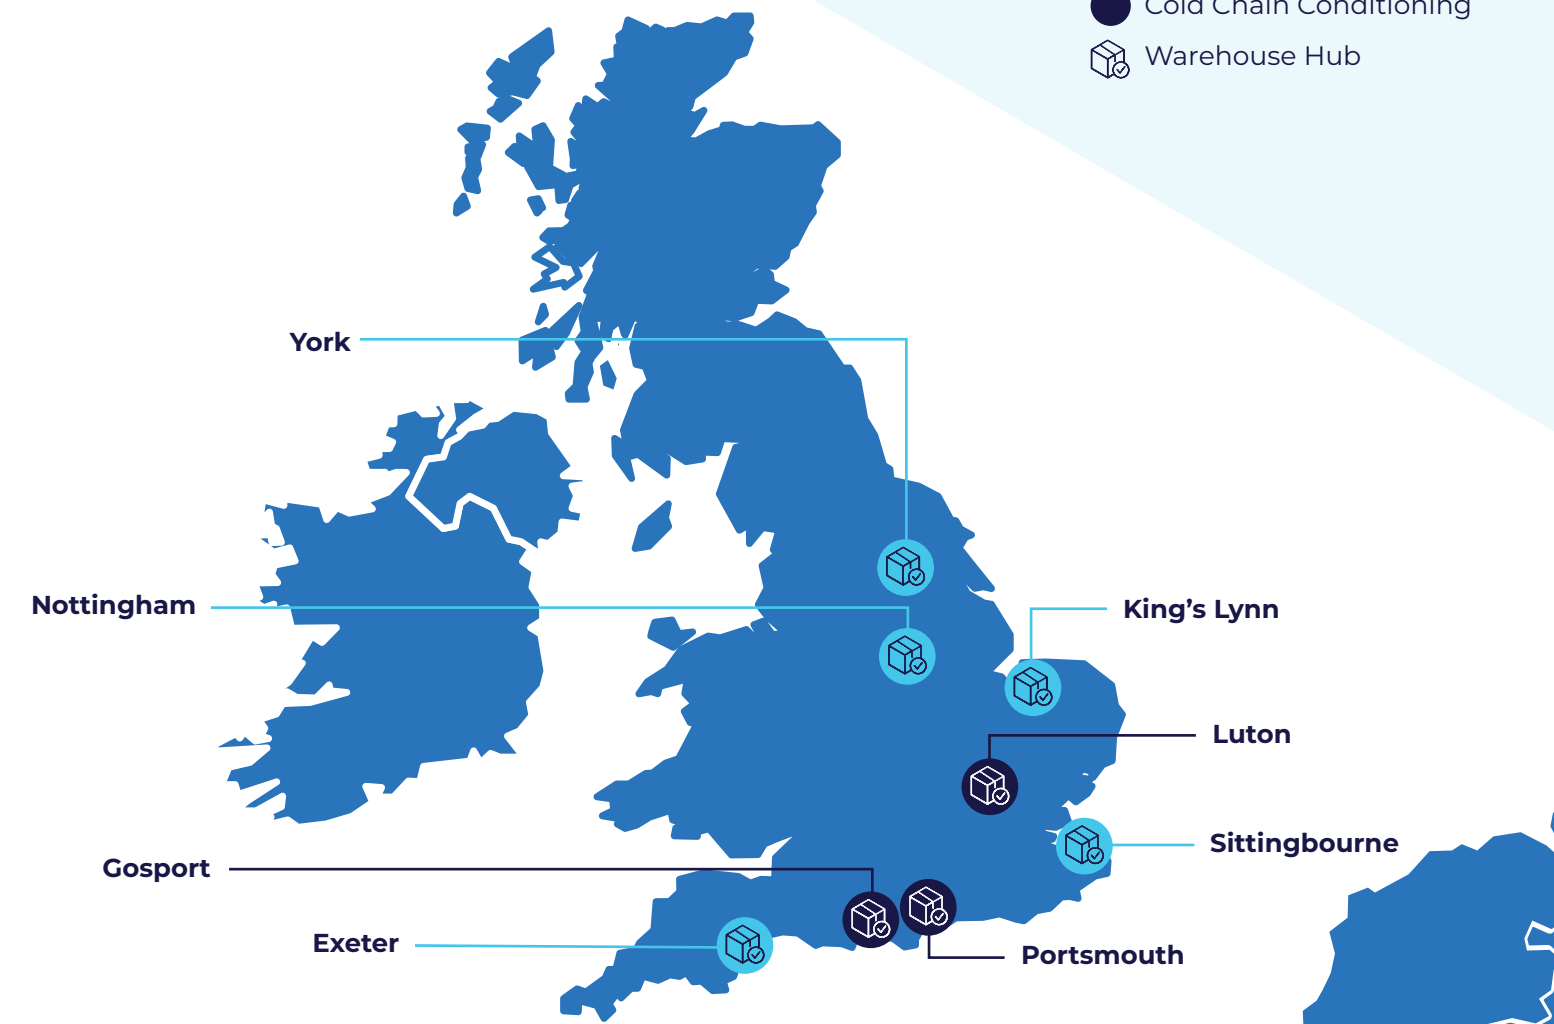 Cold Chain Conditioning
Warehouse Hub
York
Nottingham
King’s Lynn
Luton
Sittingbourne
Gosport
Exeter
Portsmouth